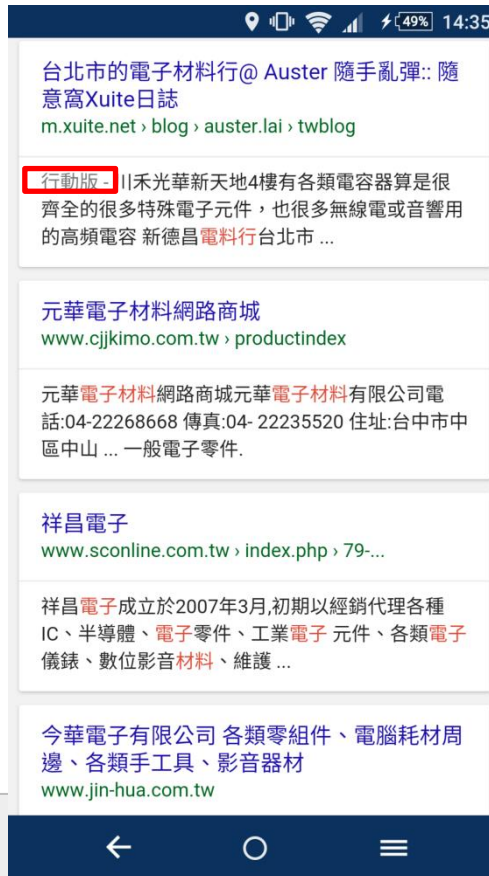 49% 14:35
台北市的電子材料行@ Auster 隨手亂彈:: 隨
意窩Xuite日誌
m.xuite.net › blog › auster.lai › twblog
行動版 - 川禾光華新天地4樓有各類電容器算是很
齊全的很多特殊電子元件，也很多無線電或音響用
的高頻電容 新德昌電料行台北市 ...
元華電子材料網路商城
www.cjjkimo.com.tw › productindex
元華電子材料網路商城元華電子材料有限公司電
話:04-22268668 傳真:04- 22235520 住址:台中市中
區中山 ... 一般電子零件.
祥昌電子
www.sconline.com.tw › index.php › 79-...
祥昌電子成立於2007年3月,初期以經銷代理各種
IC、半導體、電子零件、工業電子 元件、各類電子
儀錶、數位影音材料、維護 ...
今華電子有限公司 各類零組件、電腦耗材周
邊、各類手工具、影音器材
www.jin-hua.com.tw